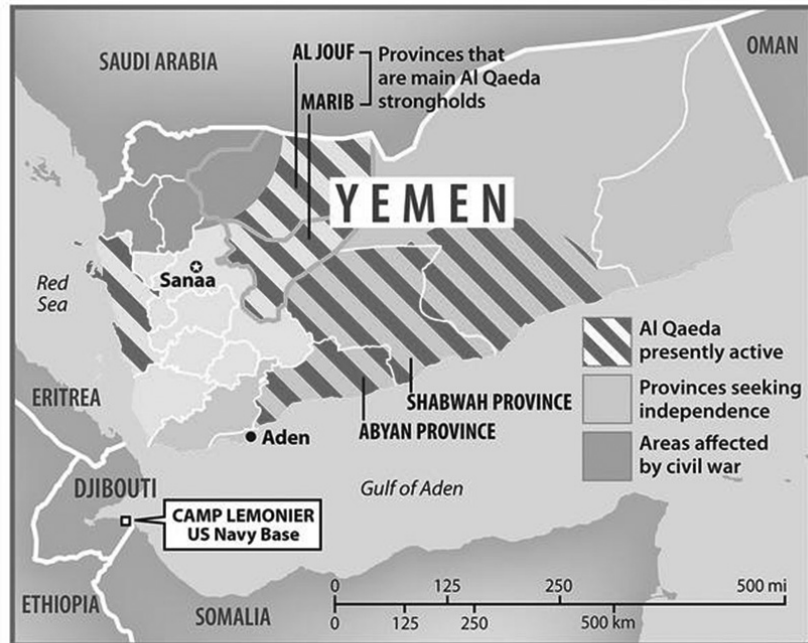 SAUDI ARABIA
AL JOUF
MARIB
Provinces that
are main Al Qaeda
strongholds
OMAN
YEMEN
Sanaa
Red
Sea
ERITREA
Aden
SHABWAH PROVINCE
ABYAN PROVINCE
Al Qaeda
presently active
Provinces seeking
independence
Areas affected
by civil war
Gulf of Aden
DJIBOUTI
CAMP LEMONIER
US Navy Base
ETHIOPIA
SOMALIA
0 125 250 500 mi
0 125 250 500 km